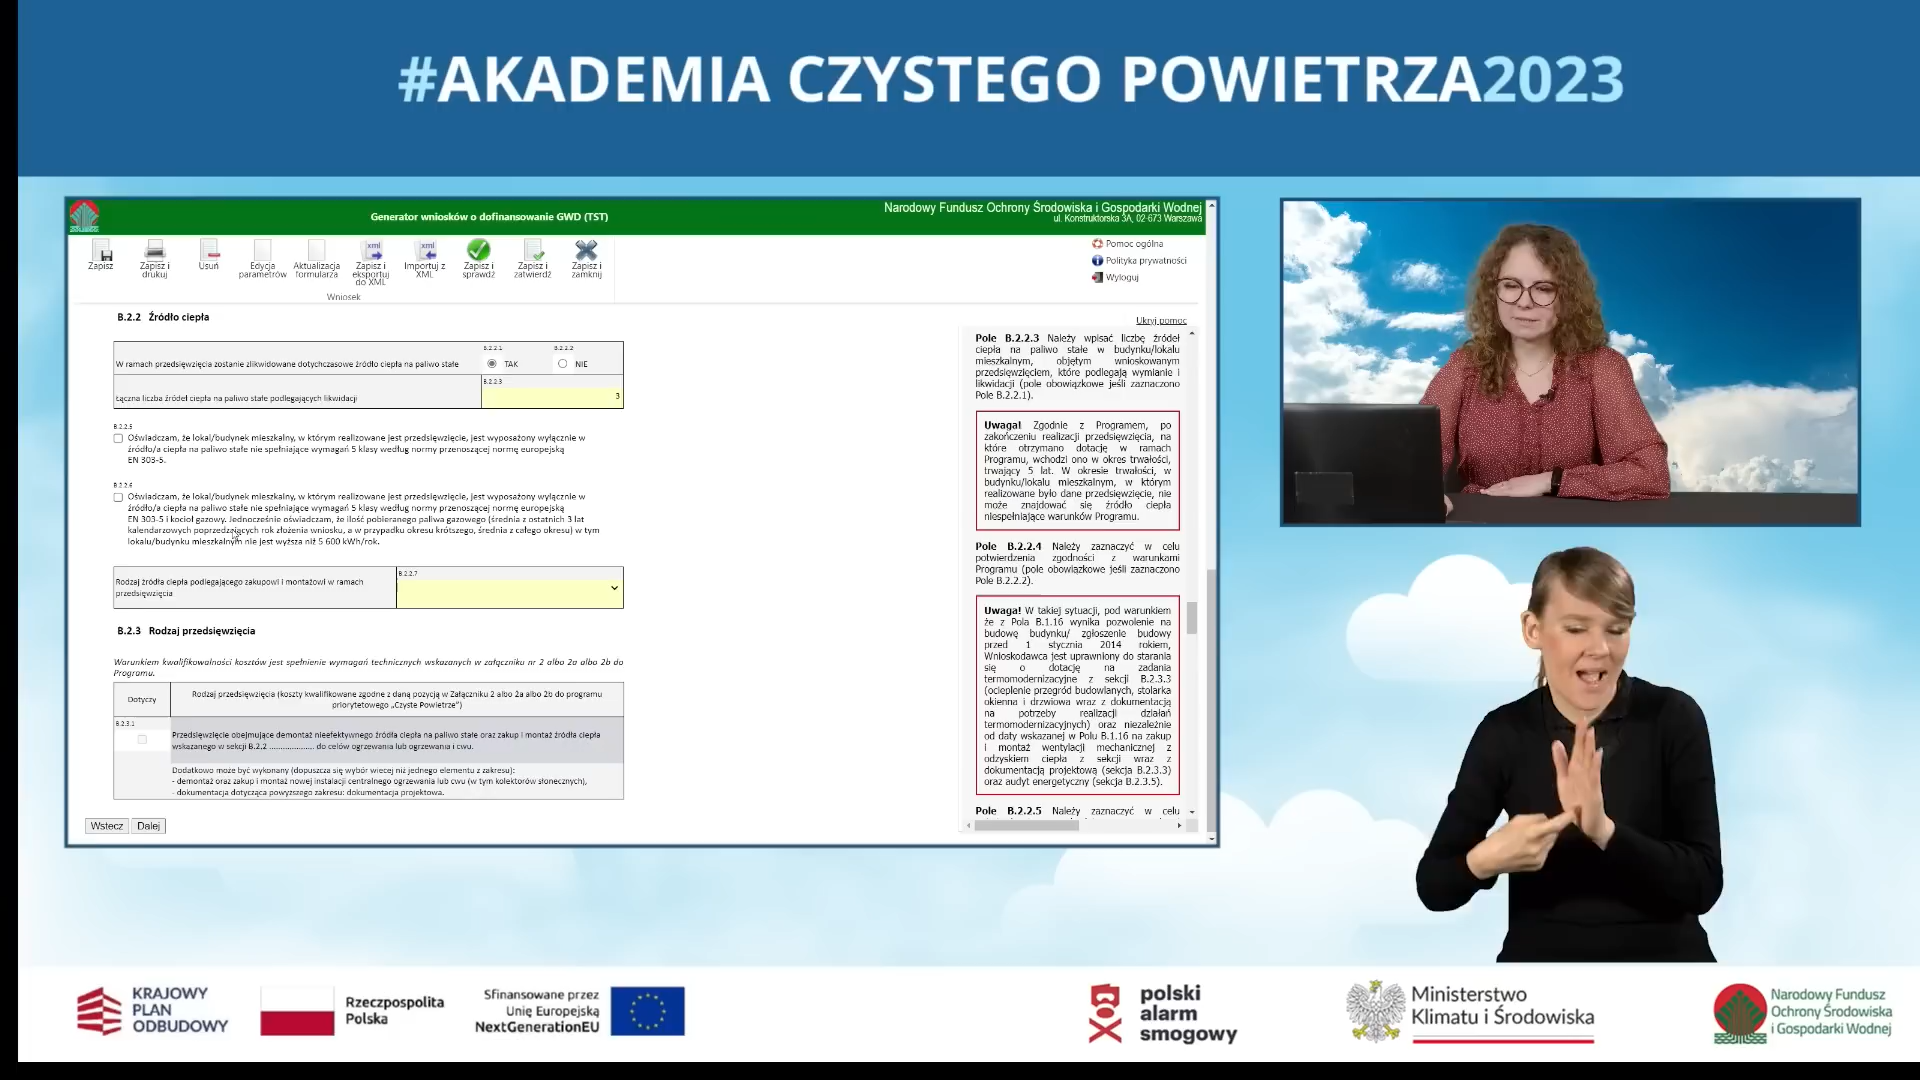 #AKADEMIA CZYSTEGO POWIETRZA2023
Generator wniosków o dofinansowanie GWD (TST)
Narodowy Fundusz Ochrony Środowiska i Gospodarki Wodnej
ul. Konstruktorska 3A, 02-673 Warszawa
Zapisz
Zapisz i
drukuj
Usuń
Edycja
parametrów
Aktualizacja
formularza
Zapisz i
eksportuj
do XML
Importuj z
XML
Zapisz i
sprawdź
Zapisz i
zatwierdź
Zapisz i
zamknij
Wniosek
Pomoc ogólna
Polityka prywatności
Wyloguj
Ukryj pomoc
B.2.2 Źródło ciepła
B.2.2.1
B.2.2.2
W ramach przedsięwzięcia zostanie zlikwidowane dotychczasowe źródło ciepła na paliwo stałe
TAK
NIE
B.2.2.3
Łączna liczba źródeł ciepła na paliwo stałe podlegających likwidacji
3
B.2.2.5
Oświadczam, że lokal/budynek mieszkalny, w którym realizowane jest przedsięwzięcie, jest wyposażony wyłącznie w
źródło/a ciepła na paliwo stałe nie spełniające wymagań 5 klasy według normy przenoszącej normę europejską
EN 303-5.
B.2.2.6
Oświadczam, że lokal/budynek mieszkalny, w którym realizowane jest przedsięwzięcie, jest wyposażony wyłącznie w
źródło/a ciepła na paliwo stałe nie spełniające wymagań 5 klasy według normy przenoszącej normę europejską
EN 303-5 i kocioł gazowy. Jednocześnie oświadczam, że ilość pobieranego paliwa gazowego (średnia z ostatnich 3 lat
kalendarzowych poprzedzających rok złożenia wniosku, a w przypadku okresu krótszego, średnia z całego okresu) w tym
lokalu/budynku mieszkalnym nie jest wyższa niż 5 600 kWh/rok.
B.2.2.7
Rodzaj źródła ciepła podlegającego zakupowi i montażowi w ramach
przedsięwzięcia
B.2.3 Rodzaj przedsięwzięcia
Warunkiem kwalifikowalności kosztów jest spełnienie wymagań technicznych wskazanych w załączniku nr 2 albo 2a albo 2b do
Programu.
Dotyczy
Rodzaj przedsięwzięcia (koszty kwalifikowane zgodne z daną pozycją w Załączniku 2 albo 2a albo 2b do programu
priorytetowego „Czyste Powietrze")
B.2.3.1
Przedsięwzięcie obejmujące demontaż nieefektywnego źródła ciepła na paliwo stałe oraz zakup i montaż źródła ciepła
wskazanego w sekcji B.2.2 .................... do celów ogrzewania lub ogrzewania i cwu.
Dodatkowo może być wykonany (dopuszcza się wybór więcej niż jednego elementu z zakresu):
- demontaż oraz zakup i montaż nowej instalacji centralnego ogrzewania lub cwu (w tym kolektorów słonecznych),
- dokumentacja dotycząca powyższego zakresu: dokumentacja projektowa.
Wstecz
Dalej
Pole B.2.2.3 Należy wpisać liczbę źródeł
ciepła na paliwo stałe w budynku/lokalu
mieszkalnym, objętym wnioskowanym
przedsięwzięciem, które podlegają wymianie i
likwidacji (pole obowiązkowe jeśli zaznaczono
Pole B.2.2.1).
Uwaga! Zgodnie z Programem, po
zakończeniu realizacji przedsięwzięcia, na
które otrzymano dotację w ramach
Programu, wchodzi ono w okres trwałości,
trwający 5 lat. W okresie trwałości, w
budynku/lokalu mieszkalnym, w którym
realizowane było dane przedsięwzięcie, nie
może znajdować się źródło ciepła
niespełniające warunków Programu.
Pole B.2.2.4 Należy zaznaczyć w celu
potwierdzenia zgodności z warunkami
Programu (pole obowiązkowe jeśli zaznaczono
Pole B.2.2.2).
Uwaga! W takiej sytuacji, pod warunkiem
że z Pola B.1.16 wynika pozwolenie na
budowę budynku/ zgłoszenie budowy
przed 1 stycznia 2014 rokiem,
Wnioskodawca jest uprawniony do starania
się o dotację na zadania
termomodernizacyjne z sekcji B.2.3.3
(ocieplenie przegród budowlanych, stolarka
okienna i drzwiowa wraz z dokumentacją
na potrzeby realizacji działań
termomodernizacyjnych) oraz niezależnie
od daty wskazanej w Polu B.1.16 na zakup
i montaż wentylacji mechanicznej z
odzyskiem ciepła z sekcji wraz z
dokumentacją projektową (sekcja B.2.3.3)
oraz audyt energetyczny (sekcja B.2.3.5).
Pole B.2.2.5 Należy zaznaczyć w celu
KRAJOWY
PLAN
ODBUDOWY
Rzeczpospolita
Polska
Sfinansowane przez
Unię Europejską
NextGenerationEU
polski
alarm
smogowy
Ministerstwo
Klimatu i Środowiska
Narodowy Fundusz
Ochrony Środowiska
i Gospodarki Wodnej